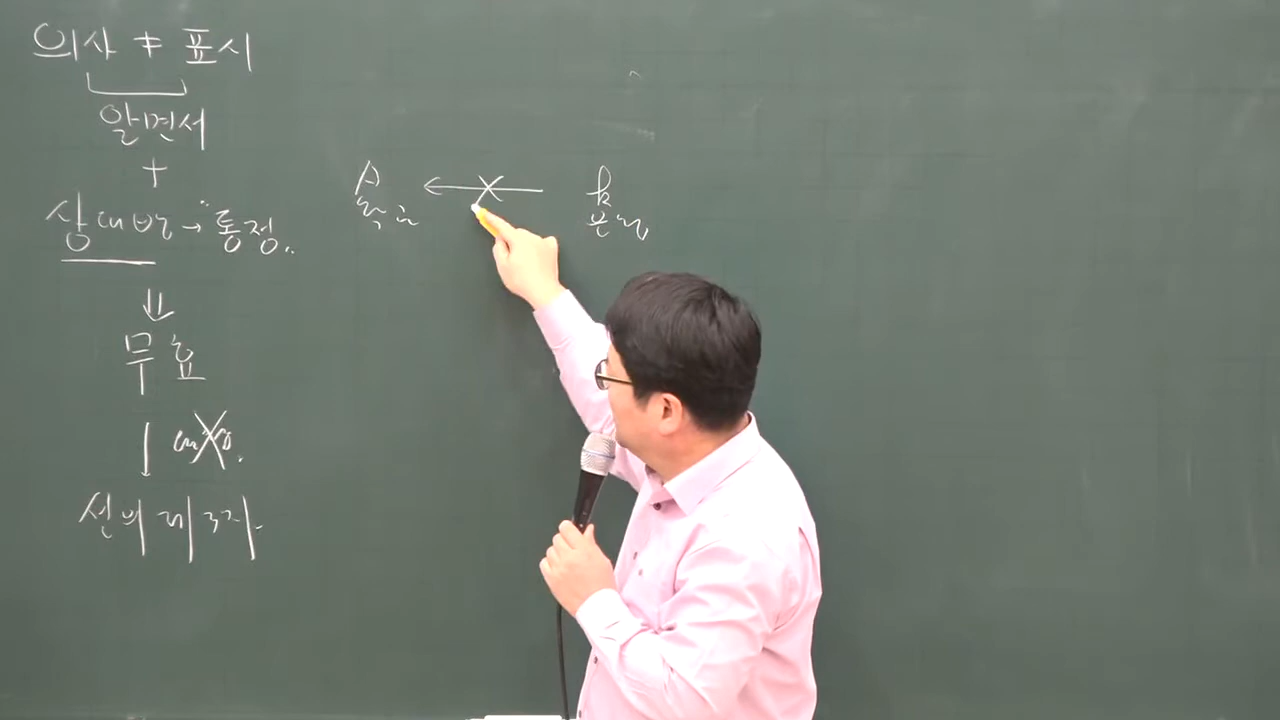 의사 ≠ 표시
알면서
+
상대방 → 통정.
⇓
무효
↓
선의 제3자.
A ← k